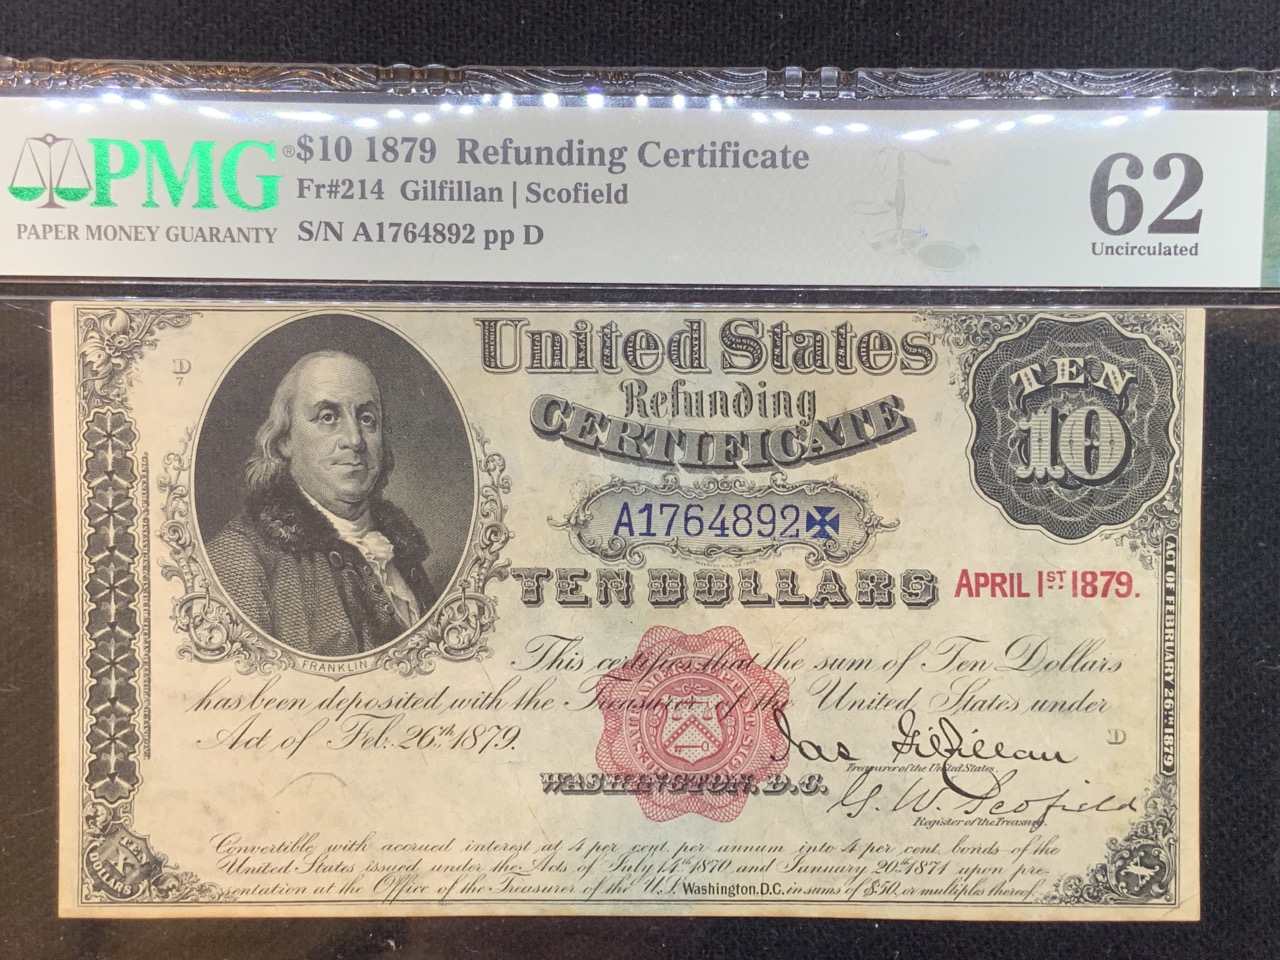 PMG®
PAPER MONEY GUARANTY
$10 1879 Refunding Certificate
Fr#214 Gilfillan | Scofield
S/N A1764892 pp D
62
Uncirculated
D
7
United States
Refunding
CERTIFICATE
TEN
10
A1764892
TEN DOLLARS
APRIL 1ST 1879.
ACT OF FEBRUARY 26TH 1879
FRANKLIN
This certifies that the sum of Ten Dollars
has been deposited with the Treasurer of the United States under
Act of Feb. 26th 1879.
Jas Gilfillan
Treasurer of the United States.
D
WASHINGTON, D.C.
G. W. Scofield
Register of the Treasury.
Convertible with accrued interest at 4 per cent. per annum into 4 per cent. bonds of the
United States issued under the Acts of July 14th 1870 and January 20th 1871 upon pre-
sentation at the Office of the Treasurer of the U.S. Washington, D.C. in sums of $50. or multiples thereof.
TEN
X
DOLLARS
X